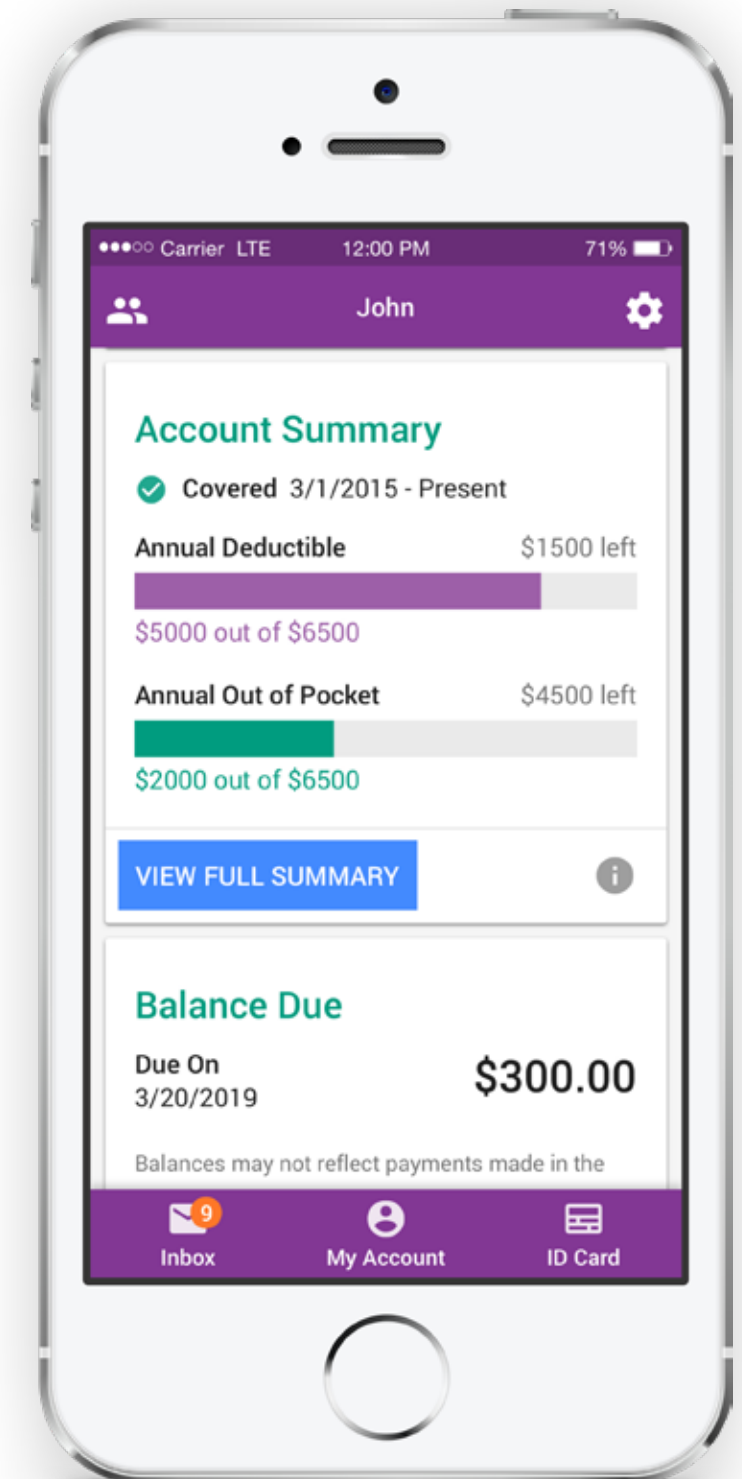 Carrier LTE 12:00 PM 71%
John
Account Summary
Covered 3/1/2015 - Present
Annual Deductible $1500 left
$5000 out of $6500
Annual Out of Pocket $4500 left
$2000 out of $6500
VIEW FULL SUMMARY
Balance Due
Due On
3/20/2019
$300.00
Balances may not reflect payments made in the
9
Inbox My Account ID Card